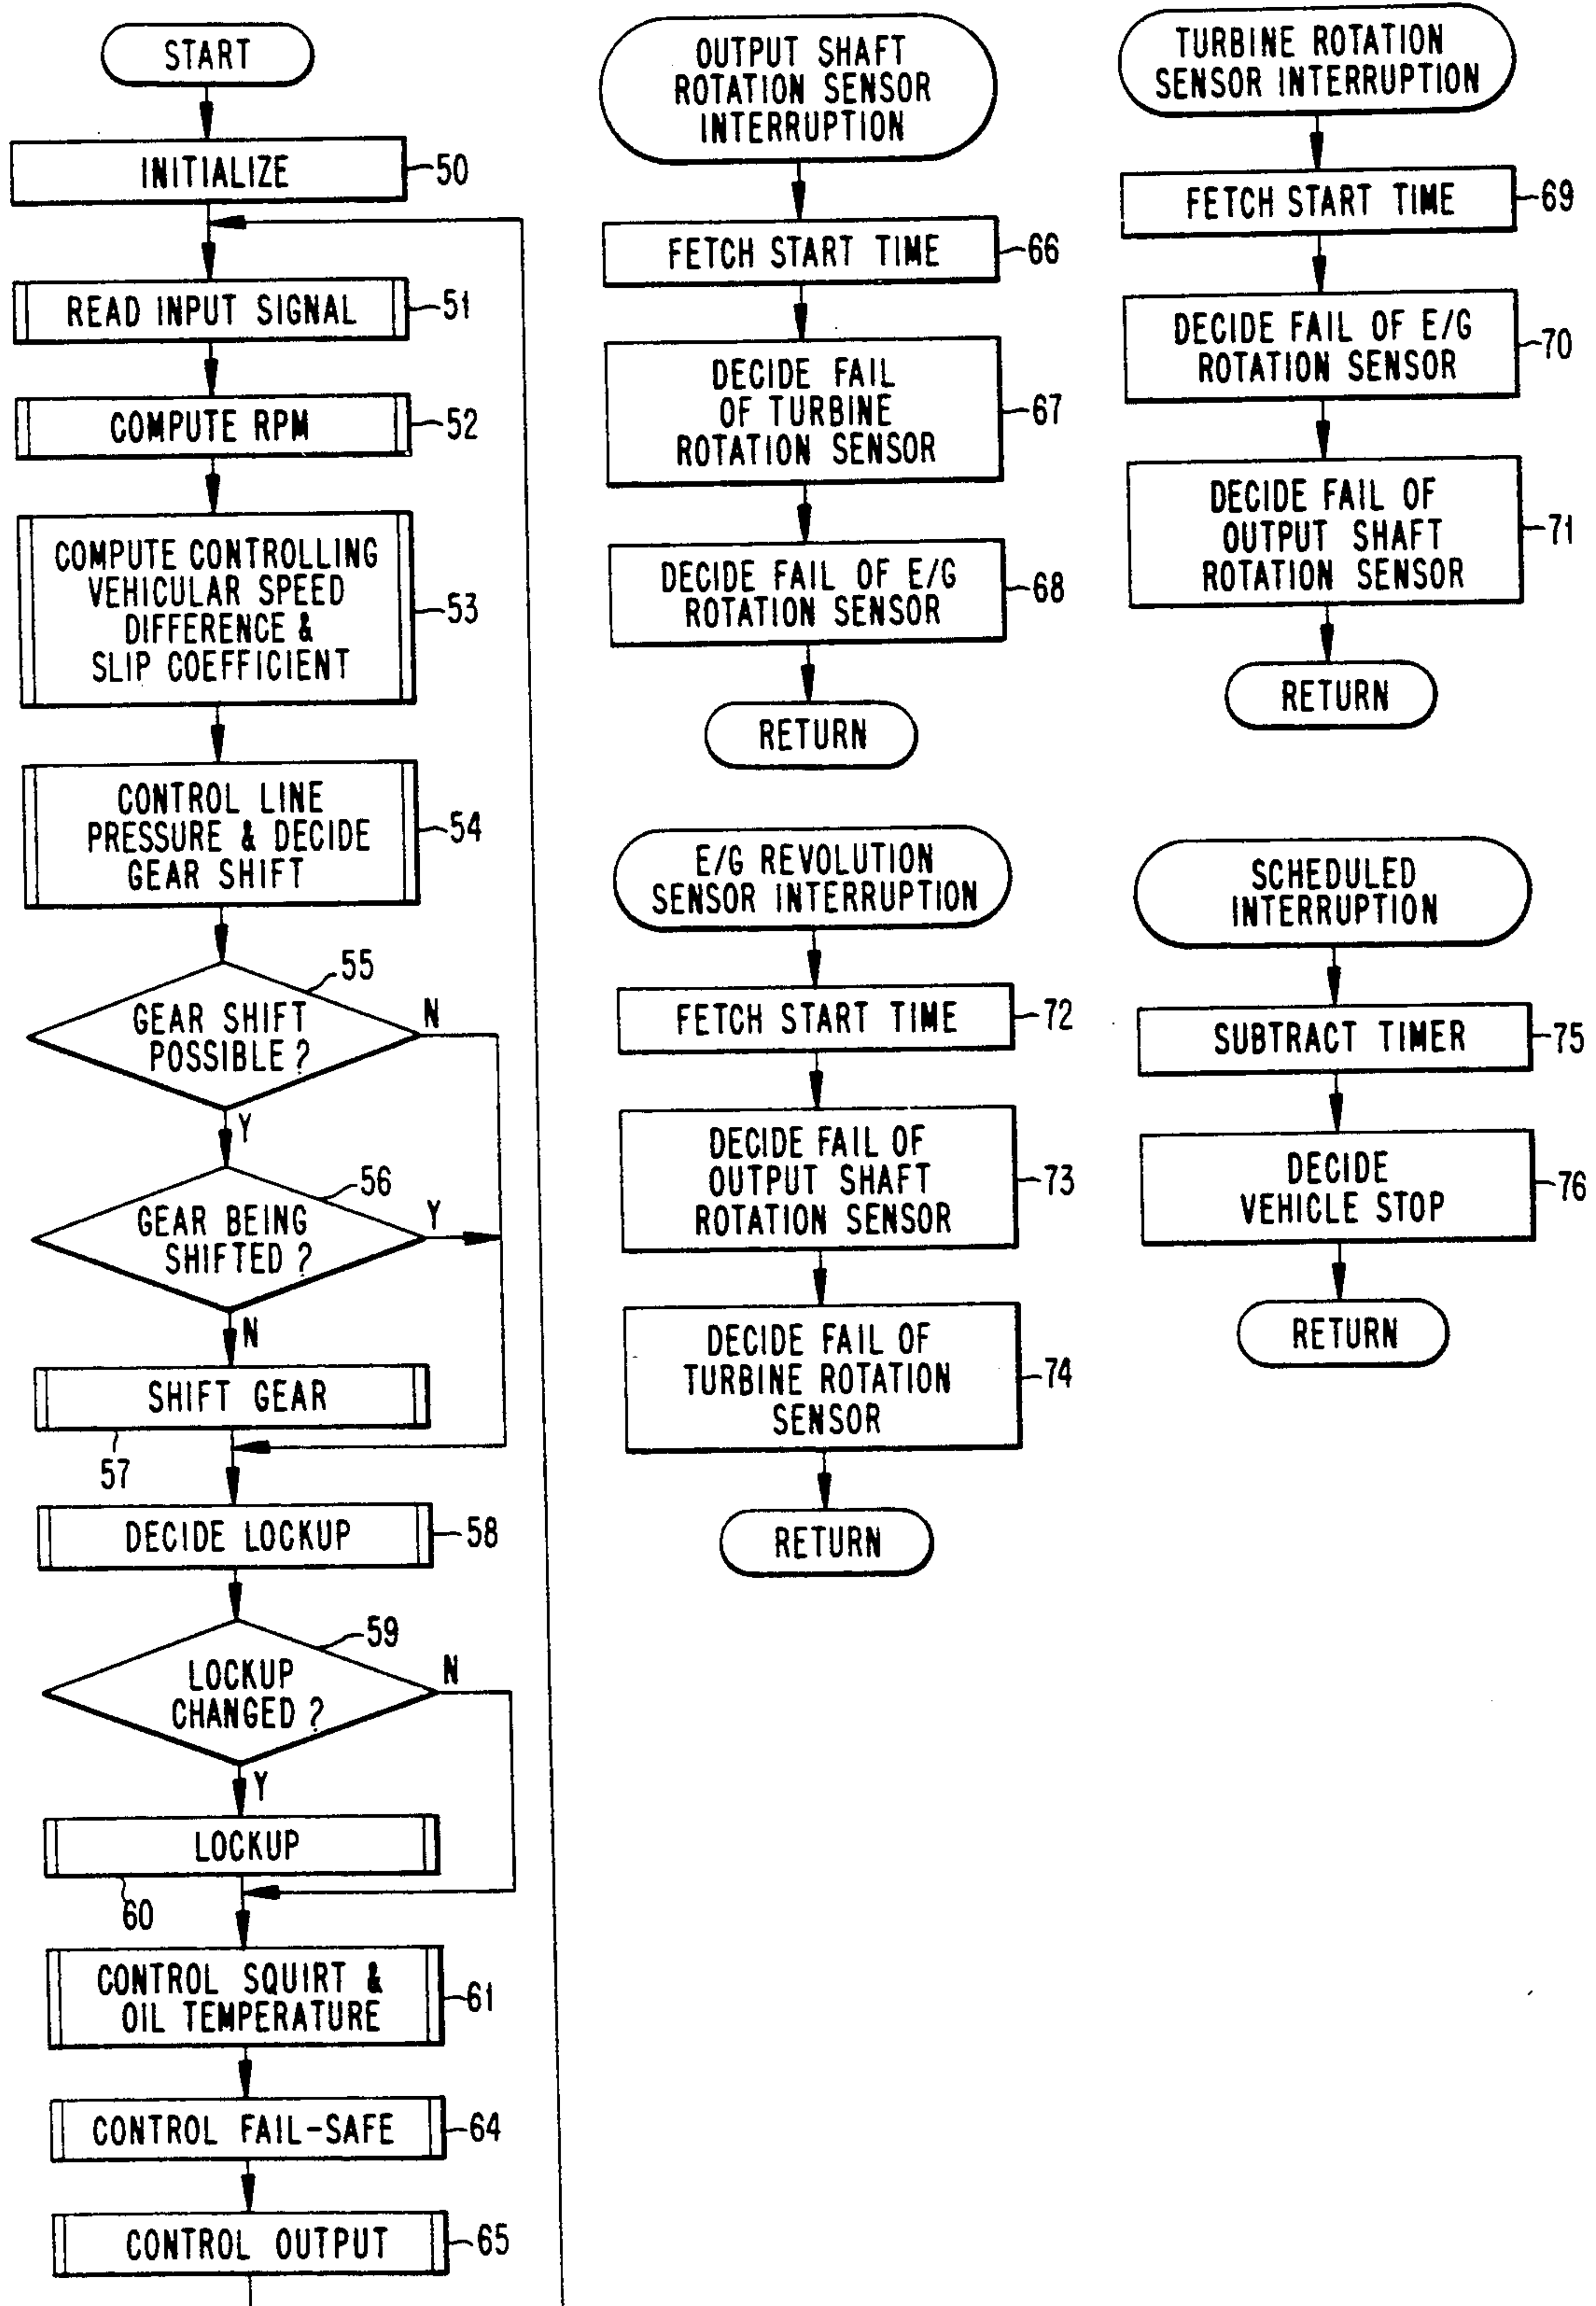 START
INITIALIZE
50
READ INPUT SIGNAL
51
COMPUTE RPM
52
COMPUTE CONTROLLING
VEHICULAR SPEED
DIFFERENCE &
SLIP COEFFICIENT
53
CONTROL LINE
PRESSURE & DECIDE
GEAR SHIFT
54
55
GEAR SHIFT
POSSIBLE ?
N
Y
56
GEAR BEING
SHIFTED ?
Y
N
SHIFT GEAR
57
DECIDE LOCKUP
58
59
LOCKUP
CHANGED ?
N
Y
LOCKUP
60
CONTROL SQUIRT &
OIL TEMPERATURE
61
CONTROL FAIL-SAFE
64
CONTROL OUTPUT
65
OUTPUT SHAFT
ROTATION SENSOR
INTERRUPTION
FETCH START TIME
66
DECIDE FAIL
OF TURBINE
ROTATION SENSOR
67
DECIDE FAIL OF E/G
ROTATION SENSOR
68
RETURN
TURBINE ROTATION
SENSOR INTERRUPTION
FETCH START TIME
69
DECIDE FAIL OF E/G
ROTATION SENSOR
70
DECIDE FAIL OF
OUTPUT SHAFT
ROTATION SENSOR
71
RETURN
E/G REVOLUTION
SENSOR INTERRUPTION
FETCH START TIME
72
DECIDE FAIL OF
OUTPUT SHAFT
ROTATION SENSOR
73
DECIDE FAIL OF
TURBINE ROTATION
SENSOR
74
RETURN
SCHEDULED
INTERRUPTION
SUBTRACT TIMER
75
DECIDE
VEHICLE STOP
76
RETURN